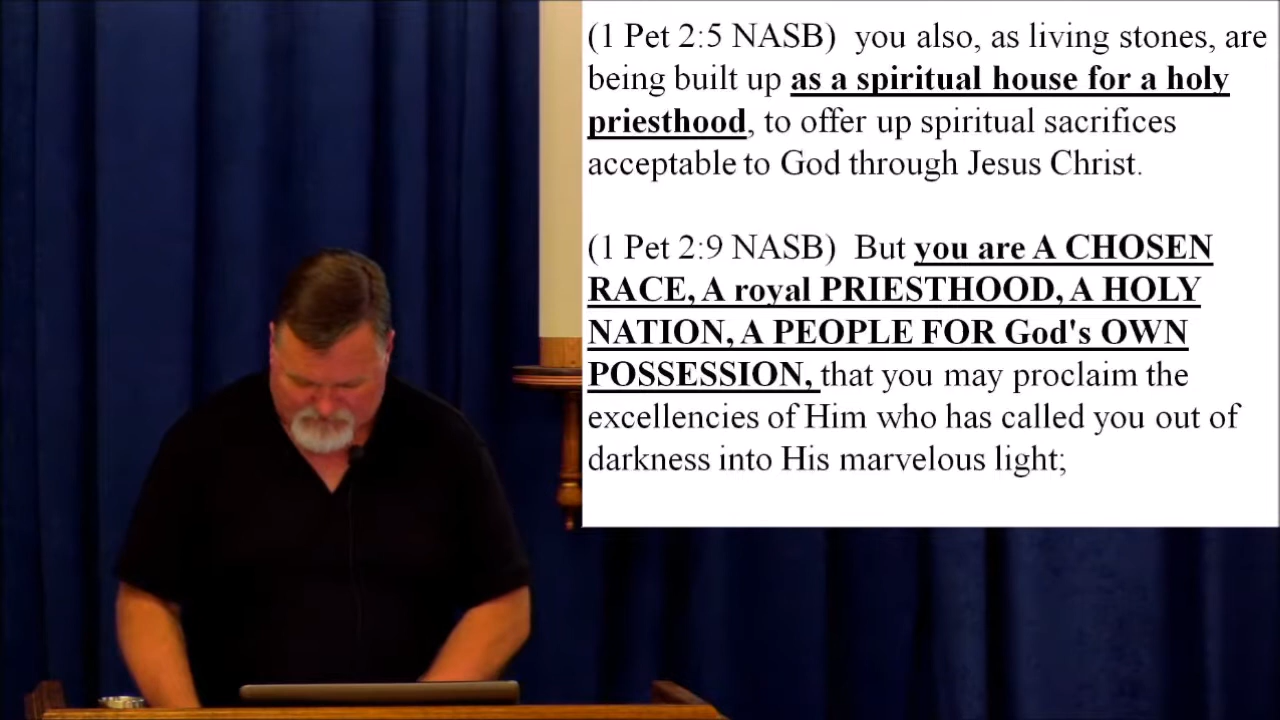 (1 Pet 2:5 NASB) you also, as living stones, are
being built up as a spiritual house for a holy
priesthood, to offer up spiritual sacrifices
acceptable to God through Jesus Christ.
(1 Pet 2:9 NASB) But you are A CHOSEN
RACE, A royal PRIESTHOOD, A HOLY
NATION, A PEOPLE FOR God's OWN
POSSESSION, that you may proclaim the
excellencies of Him who has called you out of
darkness into His marvelous light;